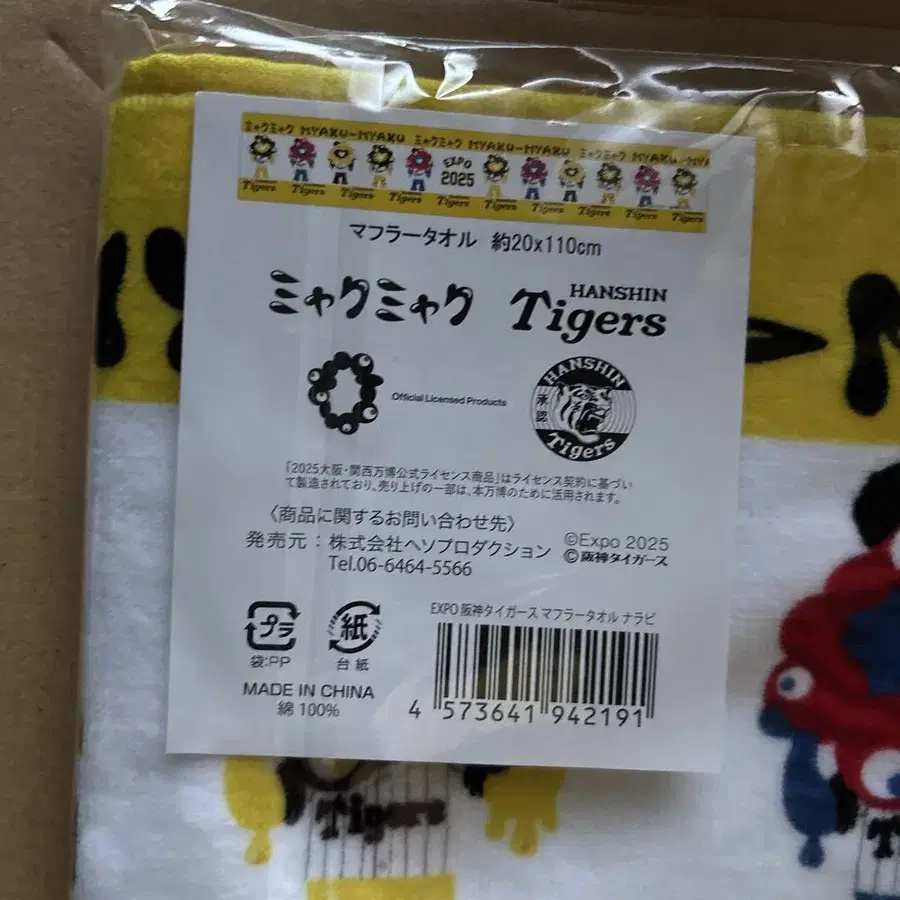 ミャクミャク MYAKU-MYAKU ミャクミャク MYAKU-MYAKU ミャクミャク MYAKU-MY
EXPO
2025
Tigers Tigers Tigers Tigers Tigers Tigers Tigers Tigers Tigers
マフラータオル 約20x110cm
ミャクミャク
HANSHIN
Tigers
Official Licensed Products
HANSHIN
承認
Tigers
「2025大阪・関西万博公式ライセンス商品」はライセンス契約に基づい
て製造されており、売り上げの一部は、本万博のために活用されます。
〈商品に関するお問い合わせ先〉
発売元：株式会社ヘソプロダクション
Tel.06-6464-5566
©Expo 2025
©阪神タイガース
プラ
袋:PP
紙
台紙
MADE IN CHINA
綿100%
EXPO 阪神タイガース マフラータオル ナラビ
4 573641 942191
Tigers